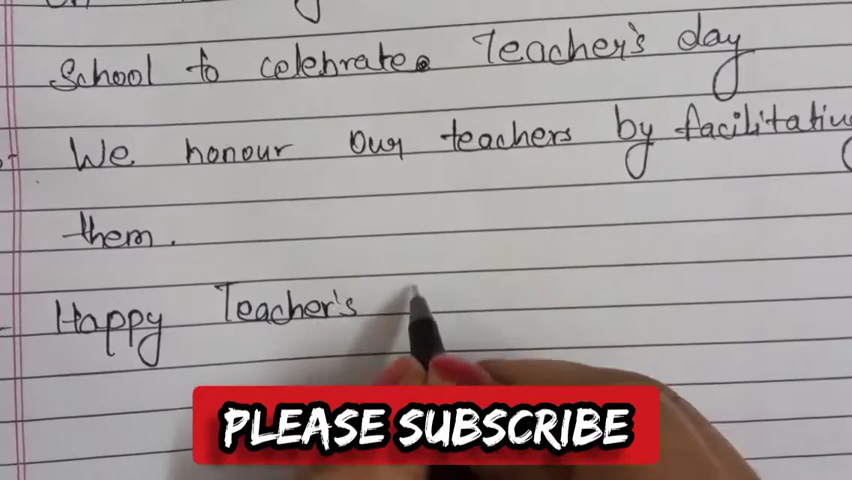 School to celebrate. Teacher's day
We honour our teachers by facilitating
them.
Happy Teacher's
PLEASE SUBSCRIBE